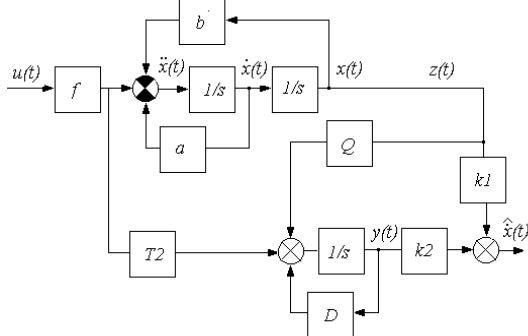 b
u(t)
f
ẍ(t)
1/s
ẋ(t)
1/s
x(t)
z(t)
a
Q
k1
T2
1/s
y(t)
k2
x̂̇(t)
D